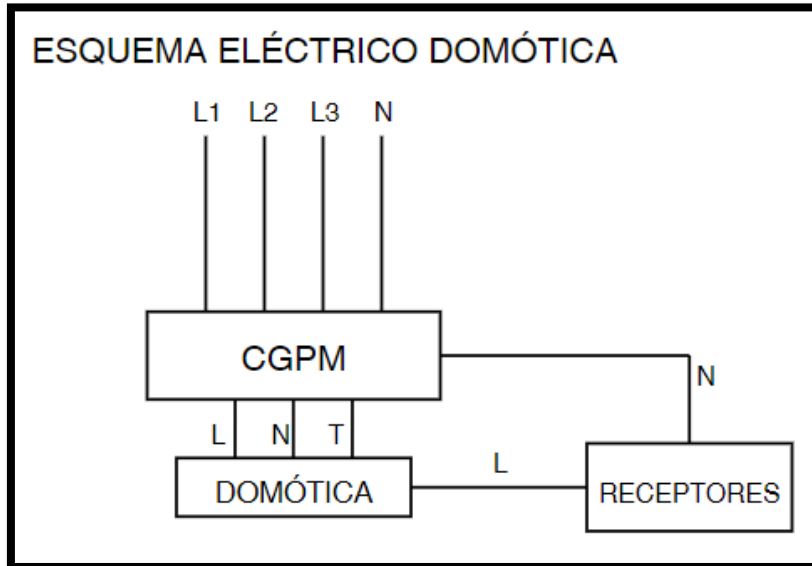 ESQUEMA ELÉCTRICO DOMÓTICA
L1 L2 L3 N
CGPM
N
L N T
L
DOMÓTICA
RECEPTORES